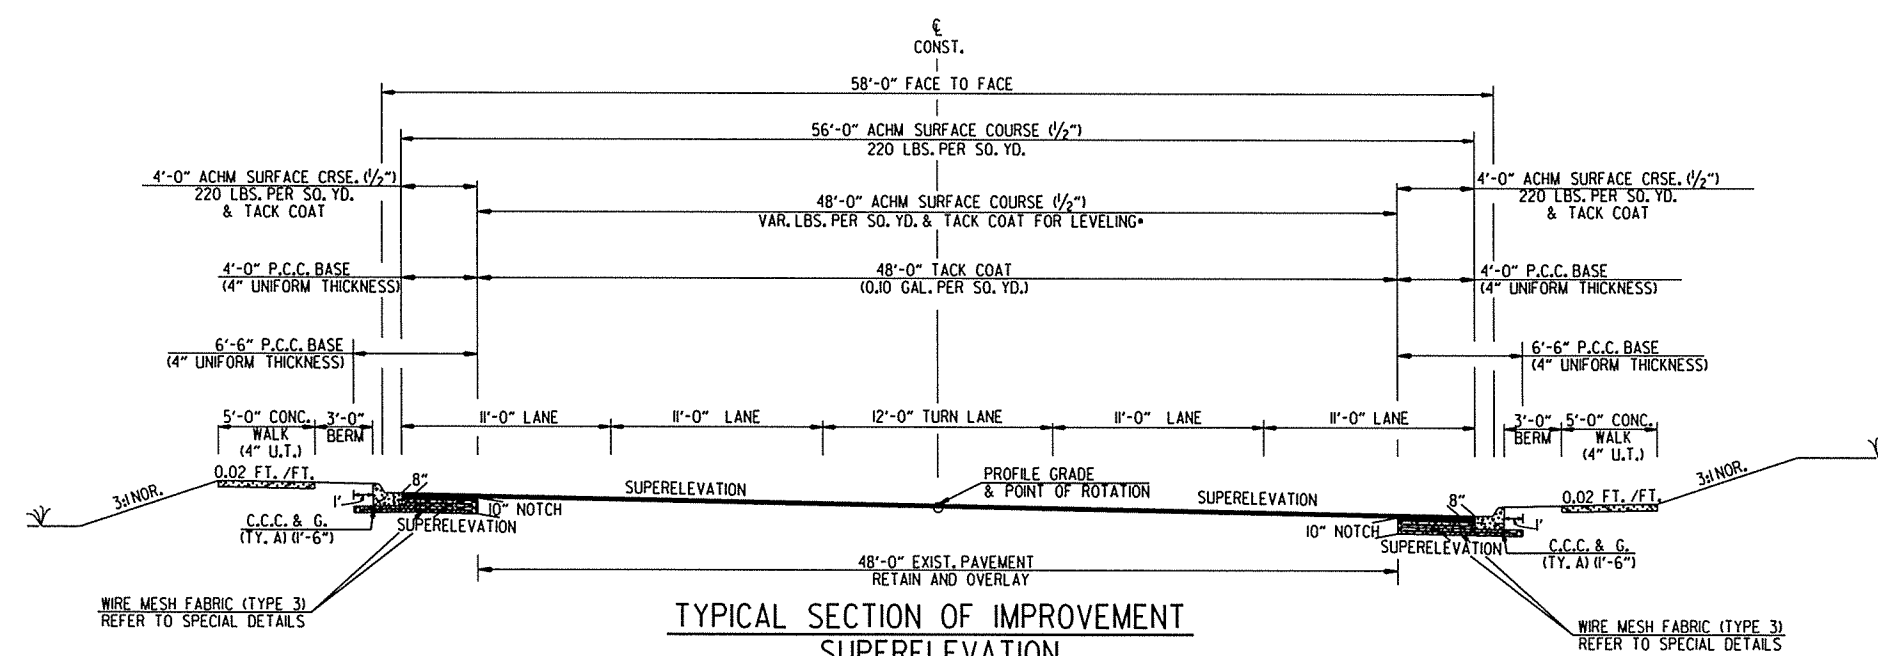 ℄
CONST.
58'-0" FACE TO FACE
56'-0" ACHM SURFACE COURSE (1/2")
220 LBS. PER SQ. YD.
4'-0" ACHM SURFACE CRSE. (1/2")
220 LBS. PER SQ. YD.
& TACK COAT
48'-0" ACHM SURFACE COURSE (1/2")
VAR. LBS. PER SQ. YD. & TACK COAT FOR LEVELING*
4'-0" ACHM SURFACE CRSE. (1/2")
220 LBS. PER SQ. YD.
& TACK COAT
4'-0" P.C.C. BASE
(4" UNIFORM THICKNESS)
48'-0" TACK COAT
(0.10 GAL. PER SQ. YD.)
4'-0" P.C.C. BASE
(4" UNIFORM THICKNESS)
6'-6" P.C.C. BASE
(4" UNIFORM THICKNESS)
6'-6" P.C.C. BASE
(4" UNIFORM THICKNESS)
5'-0" CONC.
WALK
(4" U.T.)
3'-0"
BERM
11'-0" LANE
11'-0" LANE
12'-0" TURN LANE
11'-0" LANE
11'-0" LANE
3'-0"
BERM
5'-0" CONC.
WALK
(4" U.T.)
3:1 NOR.
0.02 FT. /FT.
1'
8"
10" NOTCH
SUPERELEVATION
SUPERELEVATION
PROFILE GRADE
& POINT OF ROTATION
SUPERELEVATION
8"
10" NOTCH
SUPERELEVATION
1'
0.02 FT. /FT.
3:1 NOR.
C.C.C. & G.
(TY. A) (1'-6")
C.C.C. & G.
(TY. A) (1'-6")
48'-0" EXIST. PAVEMENT
RETAIN AND OVERLAY
WIRE MESH FABRIC (TYPE 3)
REFER TO SPECIAL DETAILS
WIRE MESH FABRIC (TYPE 3)
REFER TO SPECIAL DETAILS
TYPICAL SECTION OF IMPROVEMENT
SUPERELEVATION